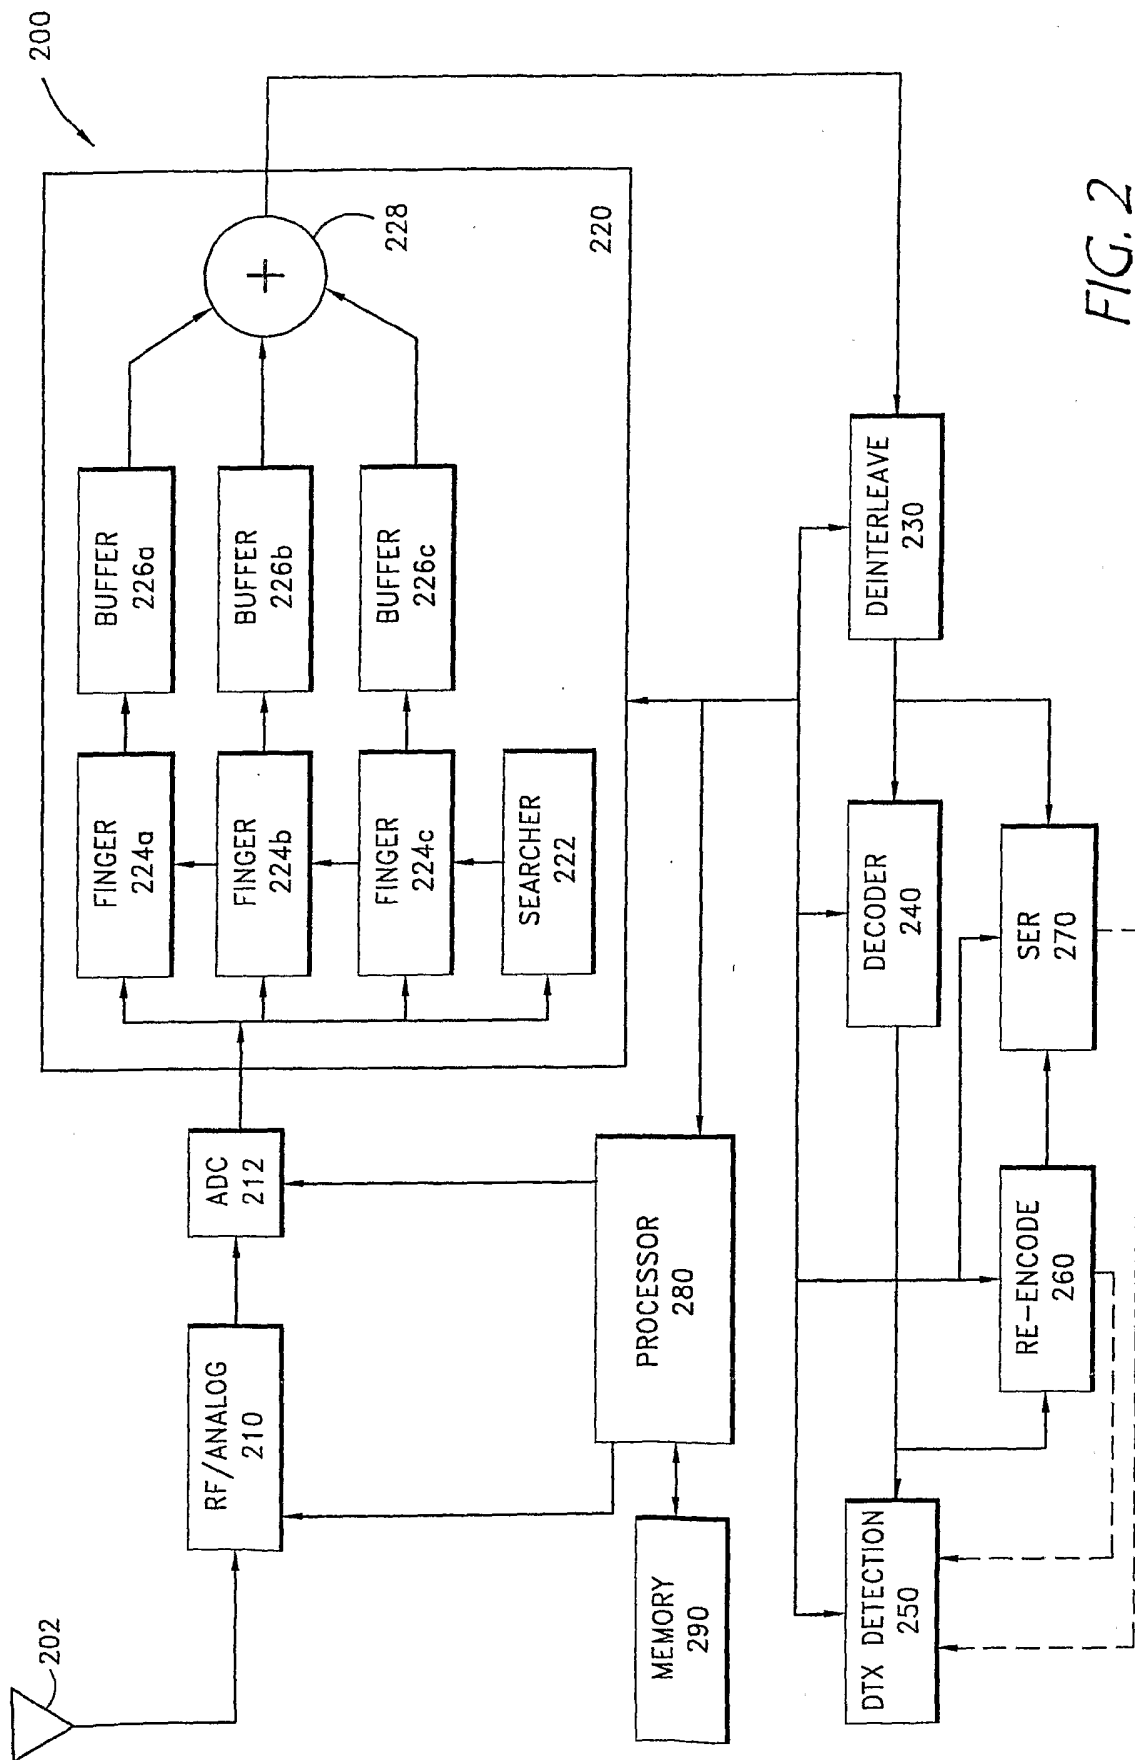 200
202
RF/ANALOG
210
ADC
212
FINGER
224a
FINGER
224b
FINGER
224c
SEARCHER
222
BUFFER
226a
BUFFER
226b
BUFFER
226c
+
228
220
PROCESSOR
280
MEMORY
290
DEINTERLEAVE
230
DECODER
240
DTX DETECTION
250
RE-ENCODE
260
SER
270
FIG. 2